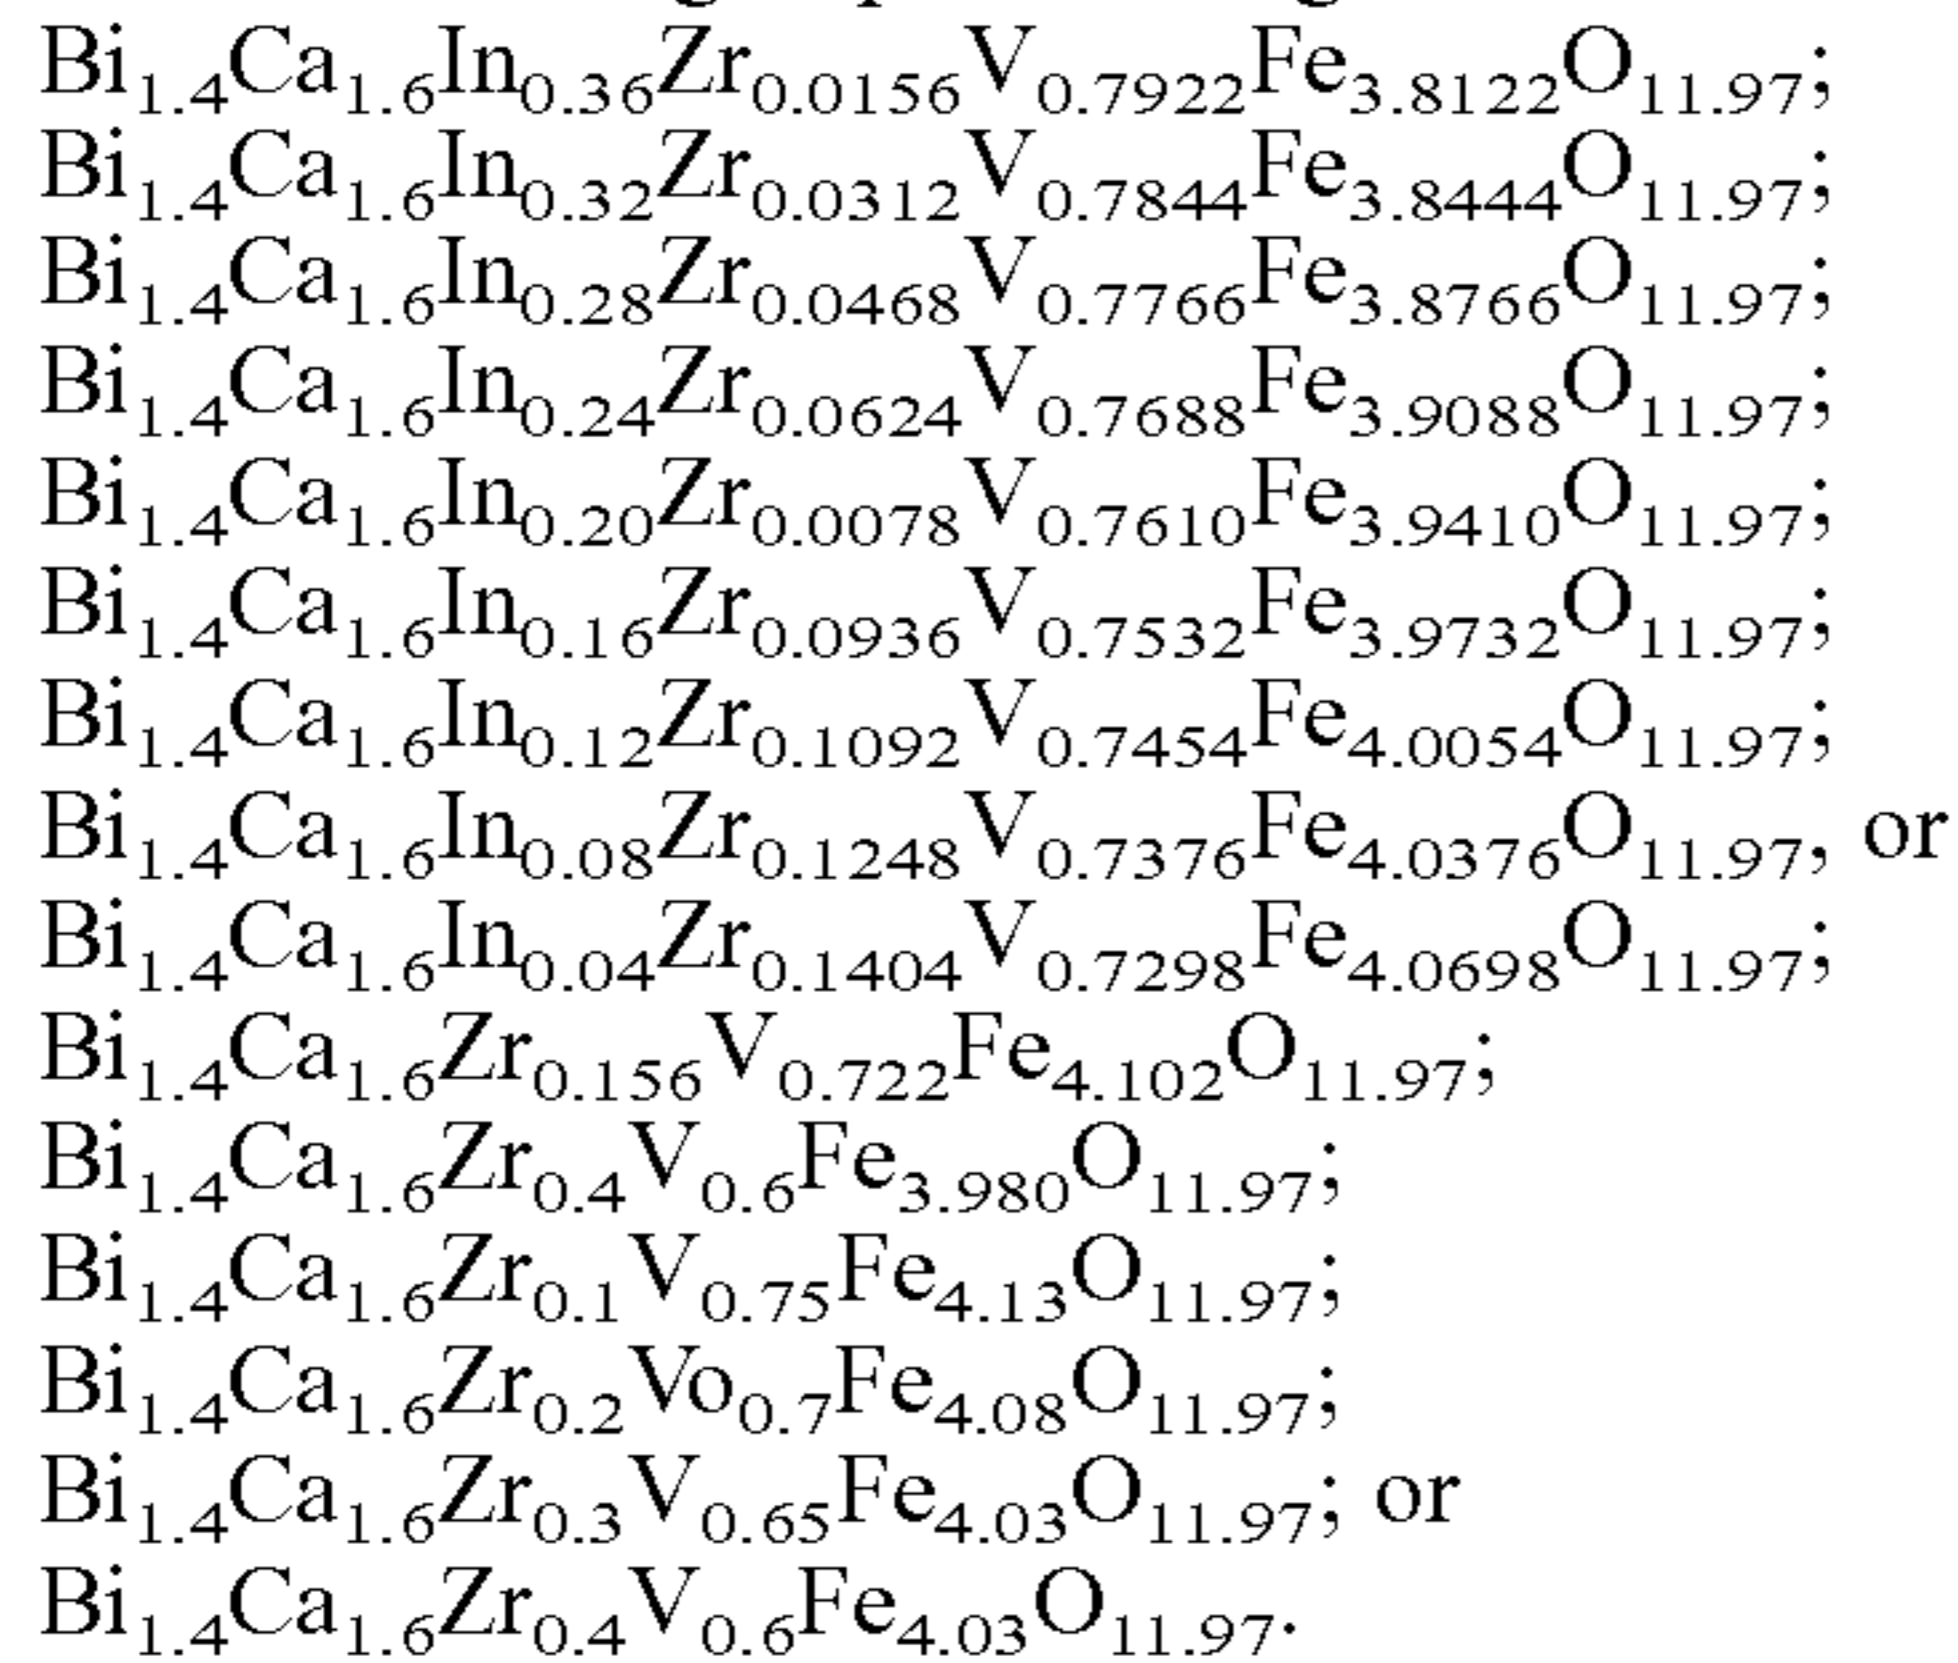 Bi₁.₄Ca₁.₆In₀.₃₆Zr₀.₀₁₅₆V₀.₇₉₂₂Fe₃.₈₁₂₂O₁₁.₉₇;
Bi₁.₄Ca₁.₆In₀.₃₂Zr₀.₀₃₁₂V₀.₇₈₄₄Fe₃.₈₄₄₄O₁₁.₉₇;
Bi₁.₄Ca₁.₆In₀.₂₈Zr₀.₀₄₆₈V₀.₇₇₆₆Fe₃.₈₇₆₆O₁₁.₉₇;
Bi₁.₄Ca₁.₆In₀.₂₄Zr₀.₀₆₂₄V₀.₇₆₈₈Fe₃.₉₀₈₈O₁₁.₉₇;
Bi₁.₄Ca₁.₆In₀.₂₀Zr₀.₀₀₇₈V₀.₇₆₁₀Fe₃.₉₄₁₀O₁₁.₉₇;
Bi₁.₄Ca₁.₆In₀.₁₆Zr₀.₀₉₃₆V₀.₇₅₃₂Fe₃.₉₇₃₂O₁₁.₉₇;
Bi₁.₄Ca₁.₆In₀.₁₂Zr₀.₁₀₉₂V₀.₇₄₅₄Fe₄.₀₀₅₄O₁₁.₉₇;
Bi₁.₄Ca₁.₆In₀.₀₈Zr₀.₁₂₄₈V₀.₇₃₇₆Fe₄.₀₃₇₆O₁₁.₉₇, or
Bi₁.₄Ca₁.₆In₀.₀₄Zr₀.₁₄₀₄V₀.₇₂₉₈Fe₄.₀₆₉₈O₁₁.₉₇;
Bi₁.₄Ca₁.₆Zr₀.₁₅₆V₀.₇₂₂Fe₄.₁₀₂O₁₁.₉₇;
Bi₁.₄Ca₁.₆Zr₀.₄V₀.₆Fe₃.₉₈₀O₁₁.₉₇;
Bi₁.₄Ca₁.₆Zr₀.₁V₀.₇₅Fe₄.₁₃O₁₁.₉₇;
Bi₁.₄Ca₁.₆Zr₀.₂Vo₀.₇Fe₄.₀₈O₁₁.₉₇;
Bi₁.₄Ca₁.₆Zr₀.₃V₀.₆₅Fe₄.₀₃O₁₁.₉₇; or
Bi₁.₄Ca₁.₆Zr₀.₄V₀.₆Fe₄.₀₃O₁₁.₉₇.